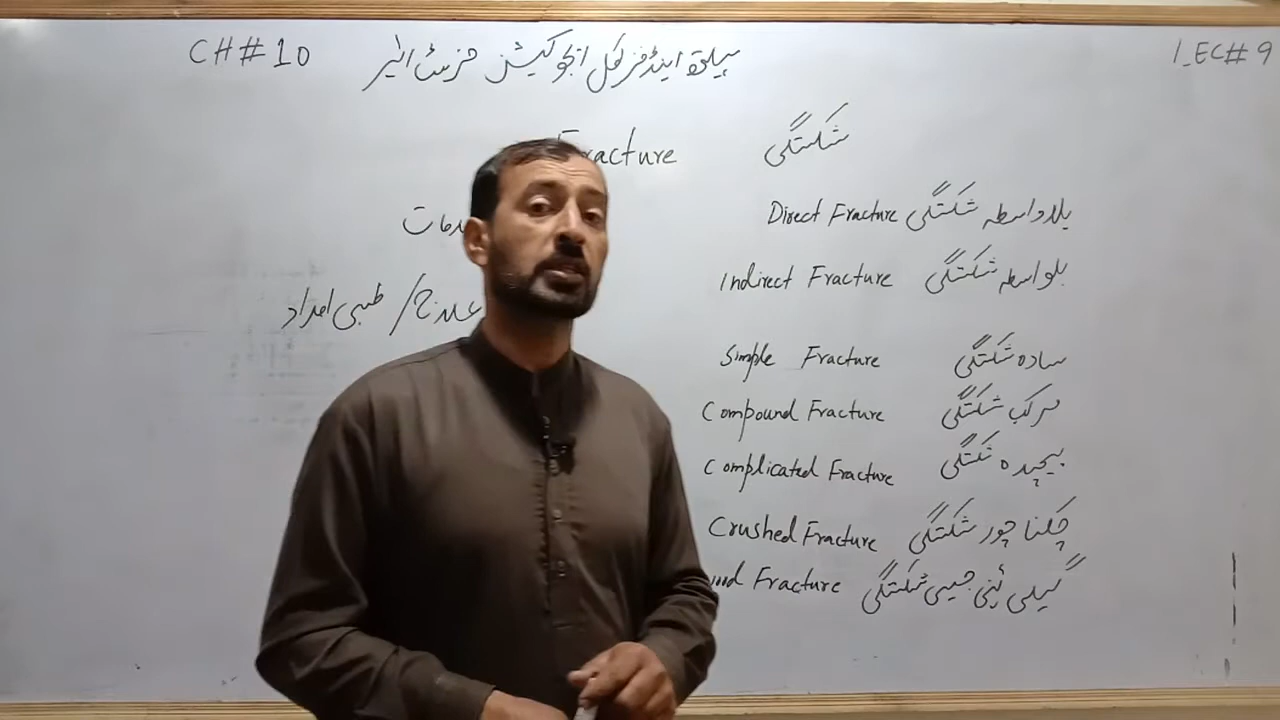 CH # 10 ہیلتھ اینڈ فزیکل ایجوکیشن فرسٹ ائیر LEC # 9
Fracture شکستگی
Direct Fracture بلاواسطہ شکستگی
Indirect Fracture بلواسطہ شکستگی
علاج / طبی امداد
Simple Fracture سادہ شکستگی
Compound Fracture مرکب شکستگی
Complicated Fracture پیچیدہ شکستگی
Crushed Fracture چکنا چور شکستگی
Fracture گیلی ٹہنی جیسی شکستگی